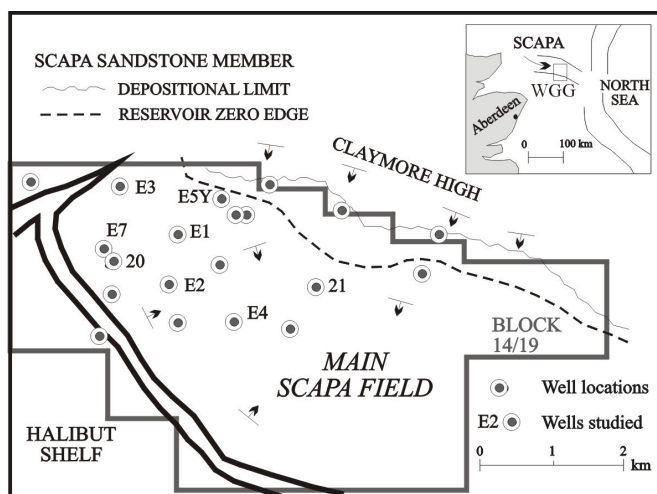 SCAPA SANDSTONE MEMBER
DEPOSITIONAL LIMIT
RESERVOIR ZERO EDGE
SCAPA
WGG
NORTH
SEA
Aberdeen
0 100 km
CLAYMORE HIGH
E3
E5Y
E7
E1
20
E2
21
E4
BLOCK
14/19
MAIN
SCAPA FIELD
Well locations
E2 Wells studied
HALIBUT
SHELF
0 1 2
km